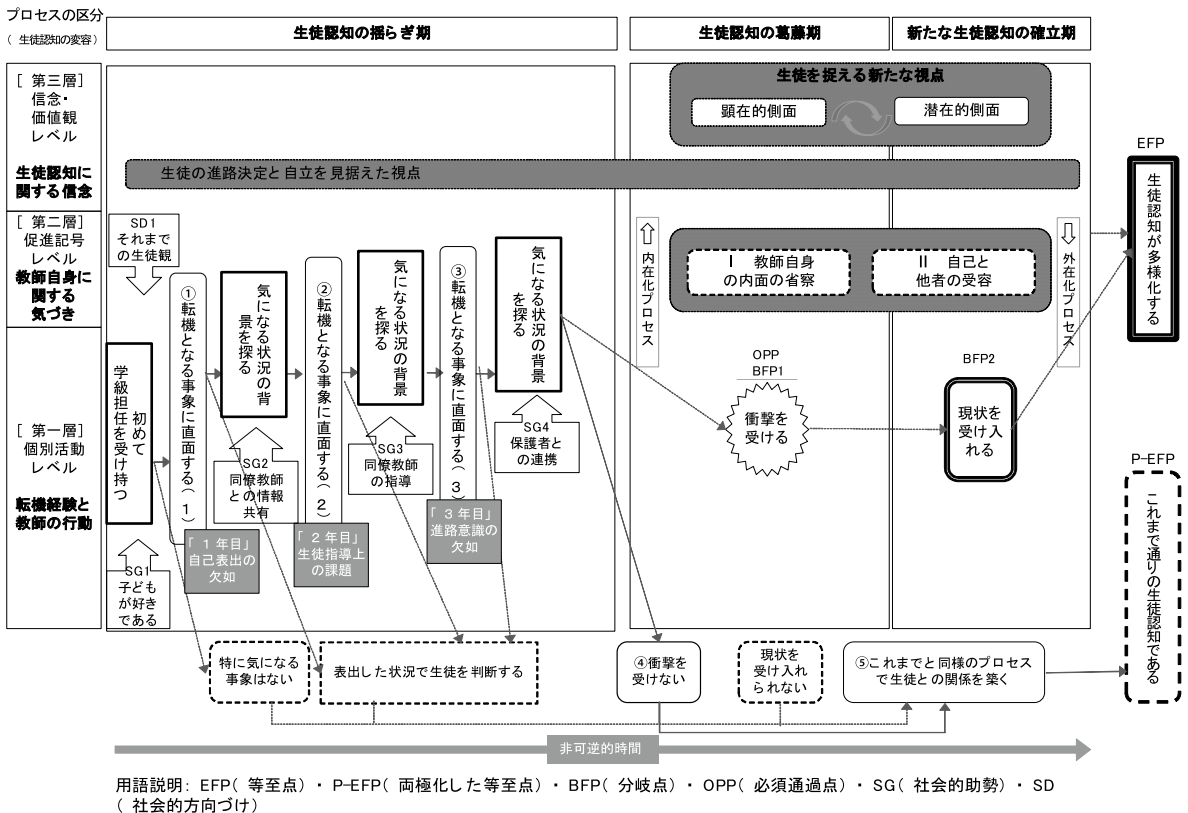 プロセスの区分
( 生徒認知の変容)
生徒認知の揺らぎ期
生徒認知の葛藤期
新たな生徒認知の確立期
[ 第三層]
信念・
価値観
レベル
生徒認知に
関する信念
生徒を捉える新たな視点
顕在的側面
潜在的側面
生徒の進路決定と自立を見据えた視点
EFP
生徒認知が多様化する
[ 第二層]
促進記号
レベル
教師自身に
関する
気づき
SD1
それまで
の生徒観
内在化プロセス
Ⅰ 教師自身
の内面の省察
Ⅱ 自己と
他者の受容
外在化プロセス
[ 第一層]
個別活動
レベル
転機経験と
教師の行動
初めて
学級担任を受け持つ
①転機となる事象に直面する(1)
気になる状況の背
景を探る
②転機となる事象に直面する(2)
気になる状況の背景
を探る
③転機となる事象に直面する(3)
気になる状況の背景
を探る
SG1
子ども
が好き
である
SG2
同僚教師
との情報
共有
SG3
同僚教師
の指導
SG4
保護者と
の連携
「1年目」
自己表出の
欠如
「2年目」
生徒指導上
の課題
「3年目」
進路意識の
欠如
OPP
BFP1
衝撃を
受ける
BFP2
現状を
受け入
れる
P-EFP
これまで通りの生徒認知である
特に気になる
事象はない
表出した状況で生徒を判断する
④衝撃を
受けない
現状を
受け入れ
られない
⑤これまでと同様のプロセス
で生徒との関係を築く
非可逆的時間
用語説明: EFP( 等至点)・ P-EFP( 両極化した等至点)・ BFP( 分岐点)・ OPP( 必須通過点)・ SG( 社会的助勢)・ SD
( 社会的方向づけ)